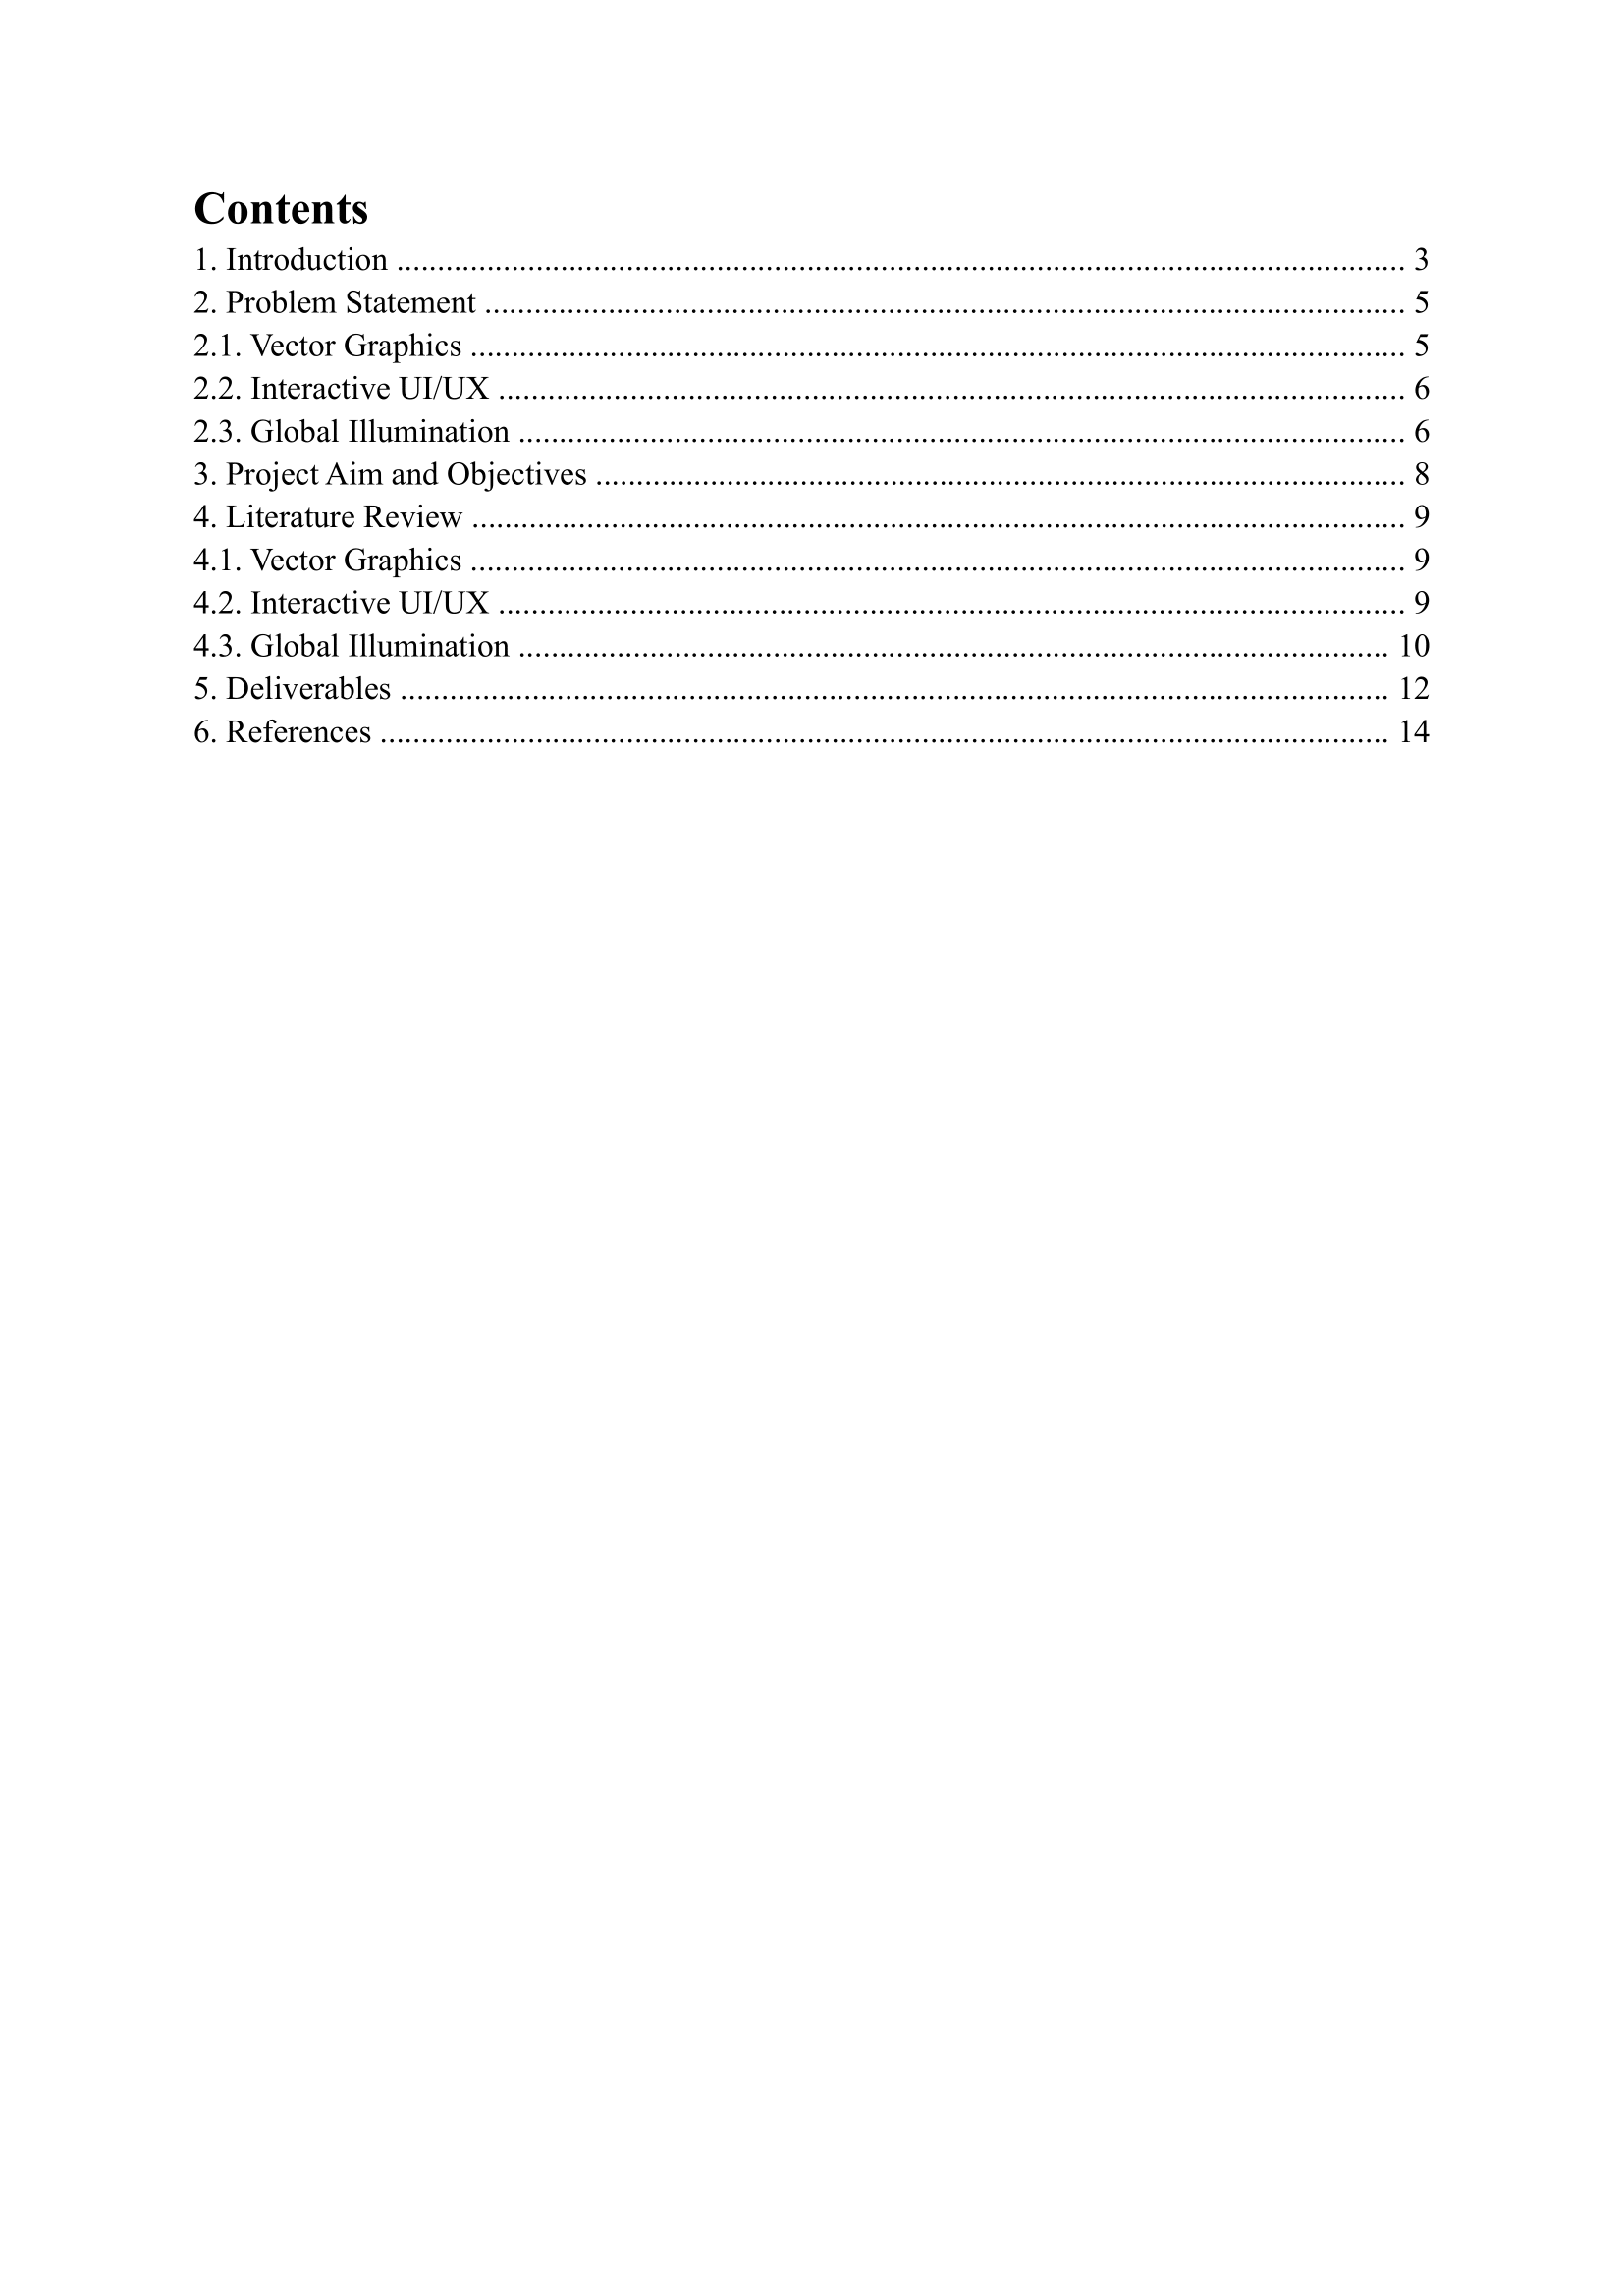 Contents
1. Introduction ........................................................................................................................... 3
2. Problem Statement ................................................................................................................ 5
2.1. Vector Graphics .................................................................................................................. 5
2.2. Interactive UI/UX ............................................................................................................... 6
2.3. Global Illumination ............................................................................................................ 6
3. Project Aim and Objectives ................................................................................................... 8
4. Literature Review .................................................................................................................. 9
4.1. Vector Graphics .................................................................................................................. 9
4.2. Interactive UI/UX ............................................................................................................... 9
4.3. Global Illumination .......................................................................................................... 10
5. Deliverables ......................................................................................................................... 12
6. References ........................................................................................................................... 14